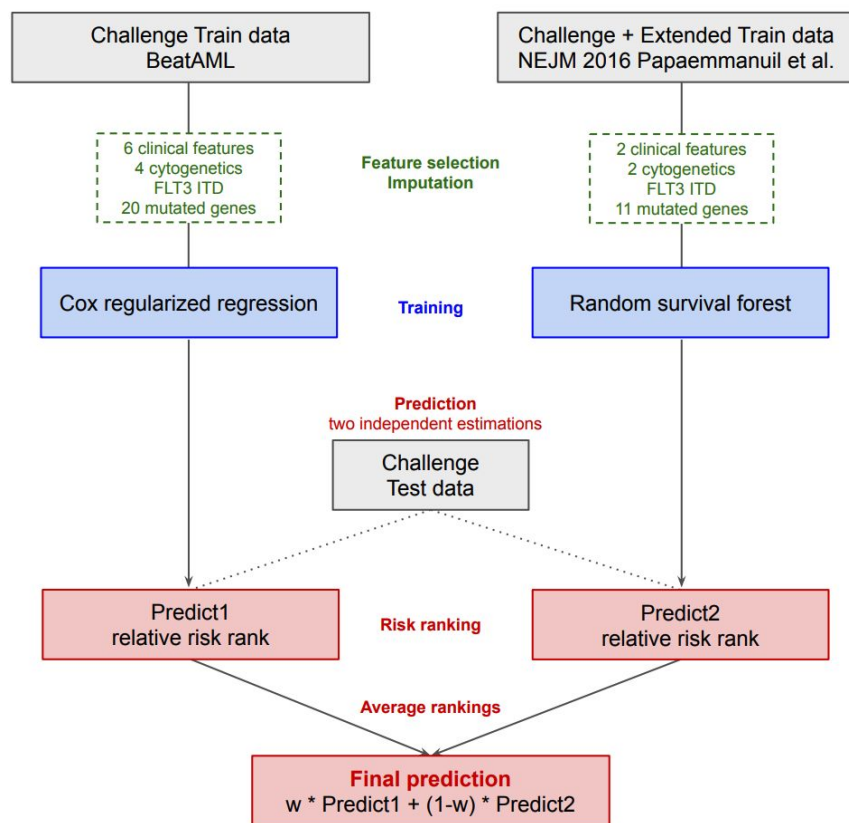 Challenge Train data
BeatAML
Challenge + Extended Train data
NEJM 2016 Papaemmanuil et al.
6 clinical features
4 cytogenetics
FLT3 ITD
20 mutated genes
Feature selection
Imputation
2 clinical features
2 cytogenetics
FLT3 ITD
11 mutated genes
Cox regularized regression
Training
Random survival forest
Prediction
two independent estimations
Challenge
Test data
Predict1
relative risk rank
Risk ranking
Predict2
relative risk rank
Average rankings
Final prediction
w * Predict1 + (1-w) * Predict2